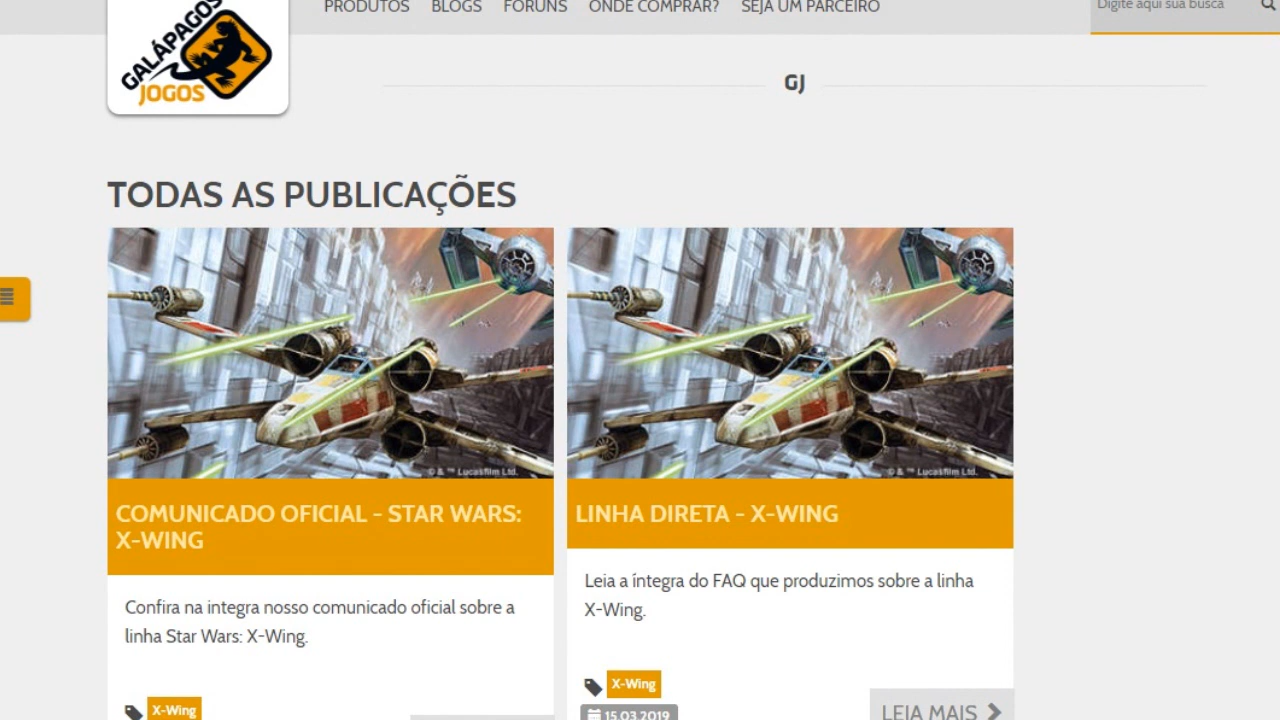 PRODUTOS BLOGS FÓRUNS ONDE COMPRAR? SEJA UM PARCEIRO
Digite aqui sua busca
GALÁPAGOS
JOGOS
GJ
TODAS AS PUBLICAÇÕES
© & ™ Lucasfilm Ltd.
© & ™ Lucasfilm Ltd.
COMUNICADO OFICIAL - STAR WARS:
X-WING
Confira na integra nosso comunicado oficial sobre a
linha Star Wars: X-Wing.
X-Wing
LINHA DIRETA - X-WING
Leia a íntegra do FAQ que produzimos sobre a linha
X-Wing.
X-Wing
15.03.2019
LEIA MAIS